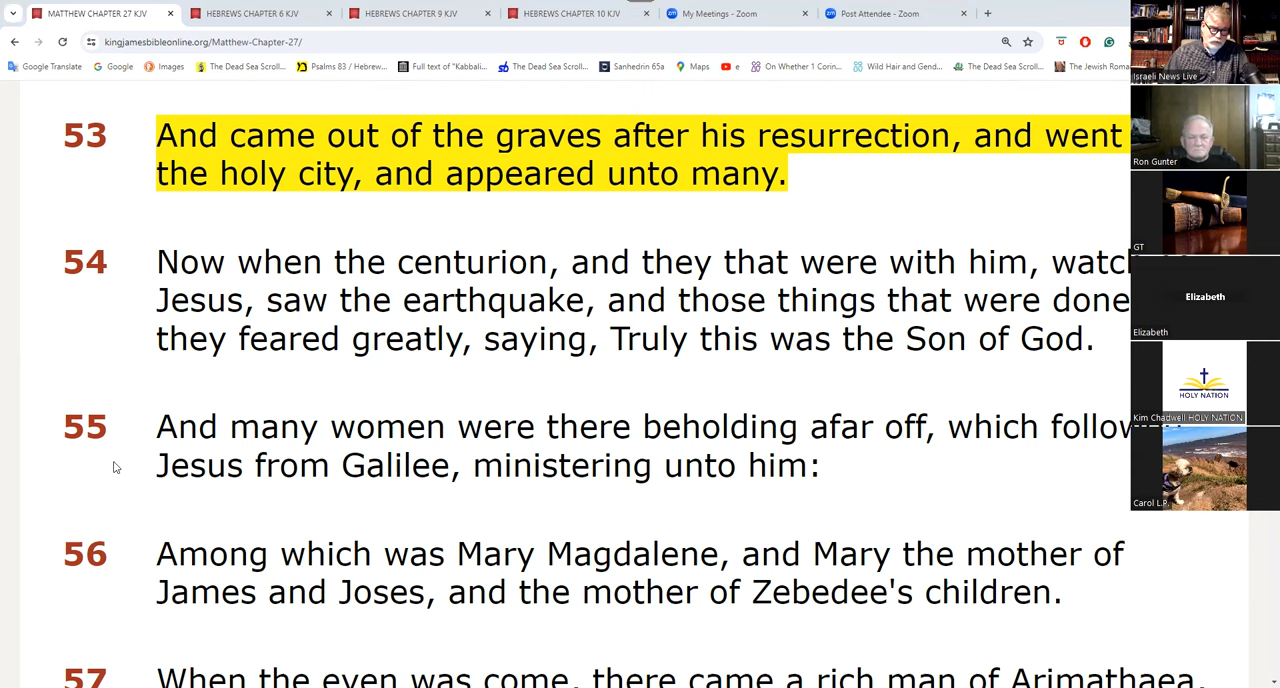 MATTHEW CHAPTER 27 KJV
HEBREWS CHAPTER 6 KJV
HEBREWS CHAPTER 9 KJV
HEBREWS CHAPTER 10 KJV
My Meetings - Zoom
Post Attendee - Zoom
kingjamesbibleonline.org/Matthew-Chapter-27/
Google Translate
Google
Images
The Dead Sea Scroll...
Psalms 83 / Hebrew...
Full text of "Kabbali...
The Dead Sea Scrol...
Sanhedrin 65a
Maps
e
On Whether 1 Corin...
Wild Hair and Gend...
The Dead Sea Scro...
The Jewish Roma
53 And came out of the graves after his resurrection, and went
the holy city, and appeared unto many.
54 Now when the centurion, and they that were with him, watch
Jesus, saw the earthquake, and those things that were done
they feared greatly, saying, Truly this was the Son of God.
55 And many women were there beholding afar off, which follow
Jesus from Galilee, ministering unto him:
56 Among which was Mary Magdalene, and Mary the mother of
James and Joses, and the mother of Zebedee's children.
57 When the even was come, there came a rich man of Arimathaea,
Israeli News Live
Ron Gunter
GT
Elizabeth
Elizabeth
HOLY NATION
Kim Chadwell HOLY NATION
Carol L.P.